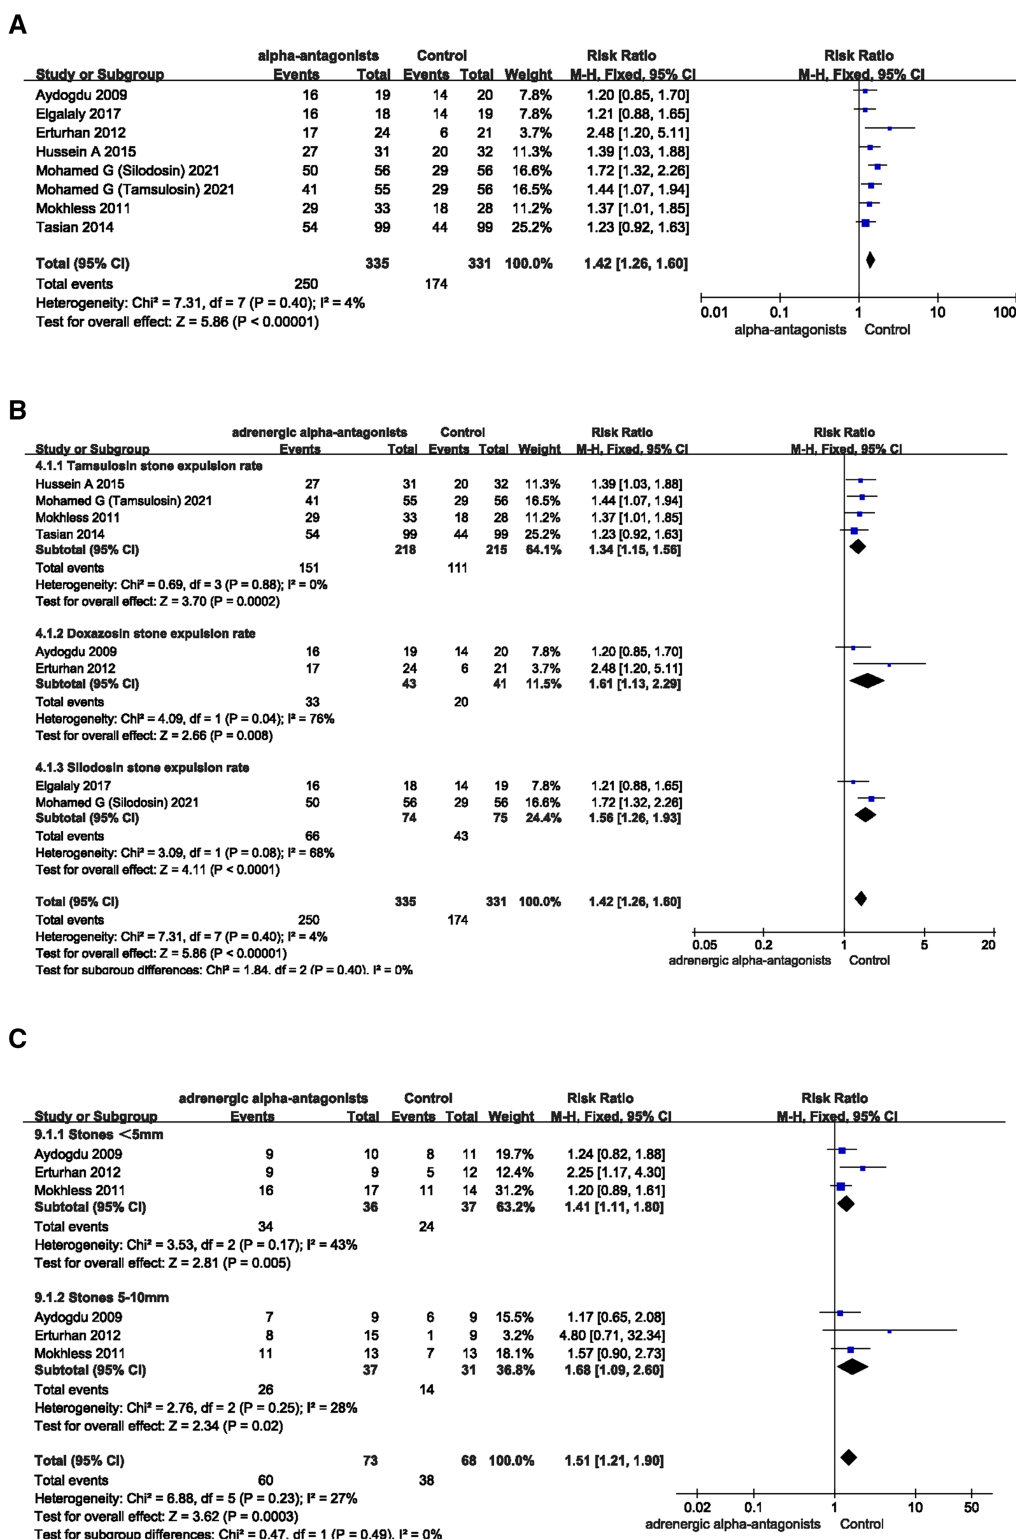 A
alpha-antagonists Control Risk Ratio Risk Ratio
Study or Subgroup Events Total Events Total Weight M-H, Fixed, 95% CI M-H, Fixed, 95% CI
Aydogdu 2009 16 19 14 20 7.8% 1.20 [0.85, 1.70]
Elgalaly 2017 16 18 14 19 7.8% 1.21 [0.88, 1.65]
Erturhan 2012 17 24 6 21 3.7% 2.48 [1.20, 5.11]
Hussein A 2015 27 31 20 32 11.3% 1.39 [1.03, 1.88]
Mohamed G (Silodosin) 2021 50 56 29 56 16.6% 1.72 [1.32, 2.26]
Mohamed G (Tamsulosin) 2021 41 55 29 56 16.5% 1.44 [1.07, 1.94]
Mokhless 2011 29 33 18 28 11.2% 1.37 [1.01, 1.85]
Tasian 2014 54 99 44 99 25.2% 1.23 [0.92, 1.63]
Total (95% CI) 335 331 100.0% 1.42 [1.26, 1.60]
Total events 250 174
Heterogeneity: Chi² = 7.31, df = 7 (P = 0.40); I² = 4%
Test for overall effect: Z = 5.86 (P < 0.00001)
0.01 0.1 1 10 100
alpha-antagonists Control
B
adrenergic alpha-antagonists Control Risk Ratio Risk Ratio
Study or Subgroup Events Total Events Total Weight M-H, Fixed, 95% CI M-H, Fixed, 95% CI
4.1.1 Tamsulosin stone expulsion rate
Hussein A 2015 27 31 20 32 11.3% 1.39 [1.03, 1.88]
Mohamed G (Tamsulosin) 2021 41 55 29 56 16.5% 1.44 [1.07, 1.94]
Mokhless 2011 29 33 18 28 11.2% 1.37 [1.01, 1.85]
Tasian 2014 54 99 44 99 25.2% 1.23 [0.92, 1.63]
Subtotal (95% CI) 218 215 64.1% 1.34 [1.15, 1.56]
Total events 151 111
Heterogeneity: Chi² = 0.69, df = 3 (P = 0.88); I² = 0%
Test for overall effect: Z = 3.70 (P = 0.0002)
4.1.2 Doxazosin stone expulsion rate
Aydogdu 2009 16 19 14 20 7.8% 1.20 [0.85, 1.70]
Erturhan 2012 17 24 6 21 3.7% 2.48 [1.20, 5.11]
Subtotal (95% CI) 43 41 11.5% 1.61 [1.13, 2.29]
Total events 33 20
Heterogeneity: Chi² = 4.09, df = 1 (P = 0.04); I² = 76%
Test for overall effect: Z = 2.66 (P = 0.008)
4.1.3 Silodosin stone expulsion rate
Elgalaly 2017 16 18 14 19 7.8% 1.21 [0.88, 1.65]
Mohamed G (Silodosin) 2021 50 56 29 56 16.6% 1.72 [1.32, 2.26]
Subtotal (95% CI) 74 75 24.4% 1.56 [1.26, 1.93]
Total events 66 43
Heterogeneity: Chi² = 3.09, df = 1 (P = 0.08); I² = 68%
Test for overall effect: Z = 4.11 (P < 0.0001)
Total (95% CI) 335 331 100.0% 1.42 [1.26, 1.60]
Total events 250 174
Heterogeneity: Chi² = 7.31, df = 7 (P = 0.40); I² = 4%
Test for overall effect: Z = 5.86 (P < 0.00001)
Test for subgroup differences: Chi² = 1.84, df = 2 (P = 0.40), I² = 0%
0.05 0.2 1 5 20
adrenergic alpha-antagonists Control
C
adrenergic alpha-antagonists Control Risk Ratio Risk Ratio
Study or Subgroup Events Total Events Total Weight M-H, Fixed, 95% CI M-H, Fixed, 95% CI
9.1.1 Stones ＜5mm
Aydogdu 2009 9 10 8 11 19.7% 1.24 [0.82, 1.88]
Erturhan 2012 9 9 5 12 12.4% 2.25 [1.17, 4.30]
Mokhless 2011 16 17 11 14 31.2% 1.20 [0.89, 1.61]
Subtotal (95% CI) 36 37 63.2% 1.41 [1.11, 1.80]
Total events 34 24
Heterogeneity: Chi² = 3.53, df = 2 (P = 0.17); I² = 43%
Test for overall effect: Z = 2.81 (P = 0.005)
9.1.2 Stones 5-10mm
Aydogdu 2009 7 9 6 9 15.5% 1.17 [0.65, 2.08]
Erturhan 2012 8 15 1 9 3.2% 4.80 [0.71, 32.34]
Mokhless 2011 11 13 7 13 18.1% 1.57 [0.90, 2.73]
Subtotal (95% CI) 37 31 36.8% 1.68 [1.09, 2.60]
Total events 26 14
Heterogeneity: Chi² = 2.76, df = 2 (P = 0.25); I² = 28%
Test for overall effect: Z = 2.34 (P = 0.02)
Total (95% CI) 73 68 100.0% 1.51 [1.21, 1.90]
Total events 60 38
Heterogeneity: Chi² = 6.88, df = 5 (P = 0.23); I² = 27%
Test for overall effect: Z = 3.62 (P = 0.0003)
Test for subgroup differences: Chi² = 0.47, df = 1 (P = 0.49), I² = 0%
0.02 0.1 1 10 50
adrenergic alpha-antagonists Control